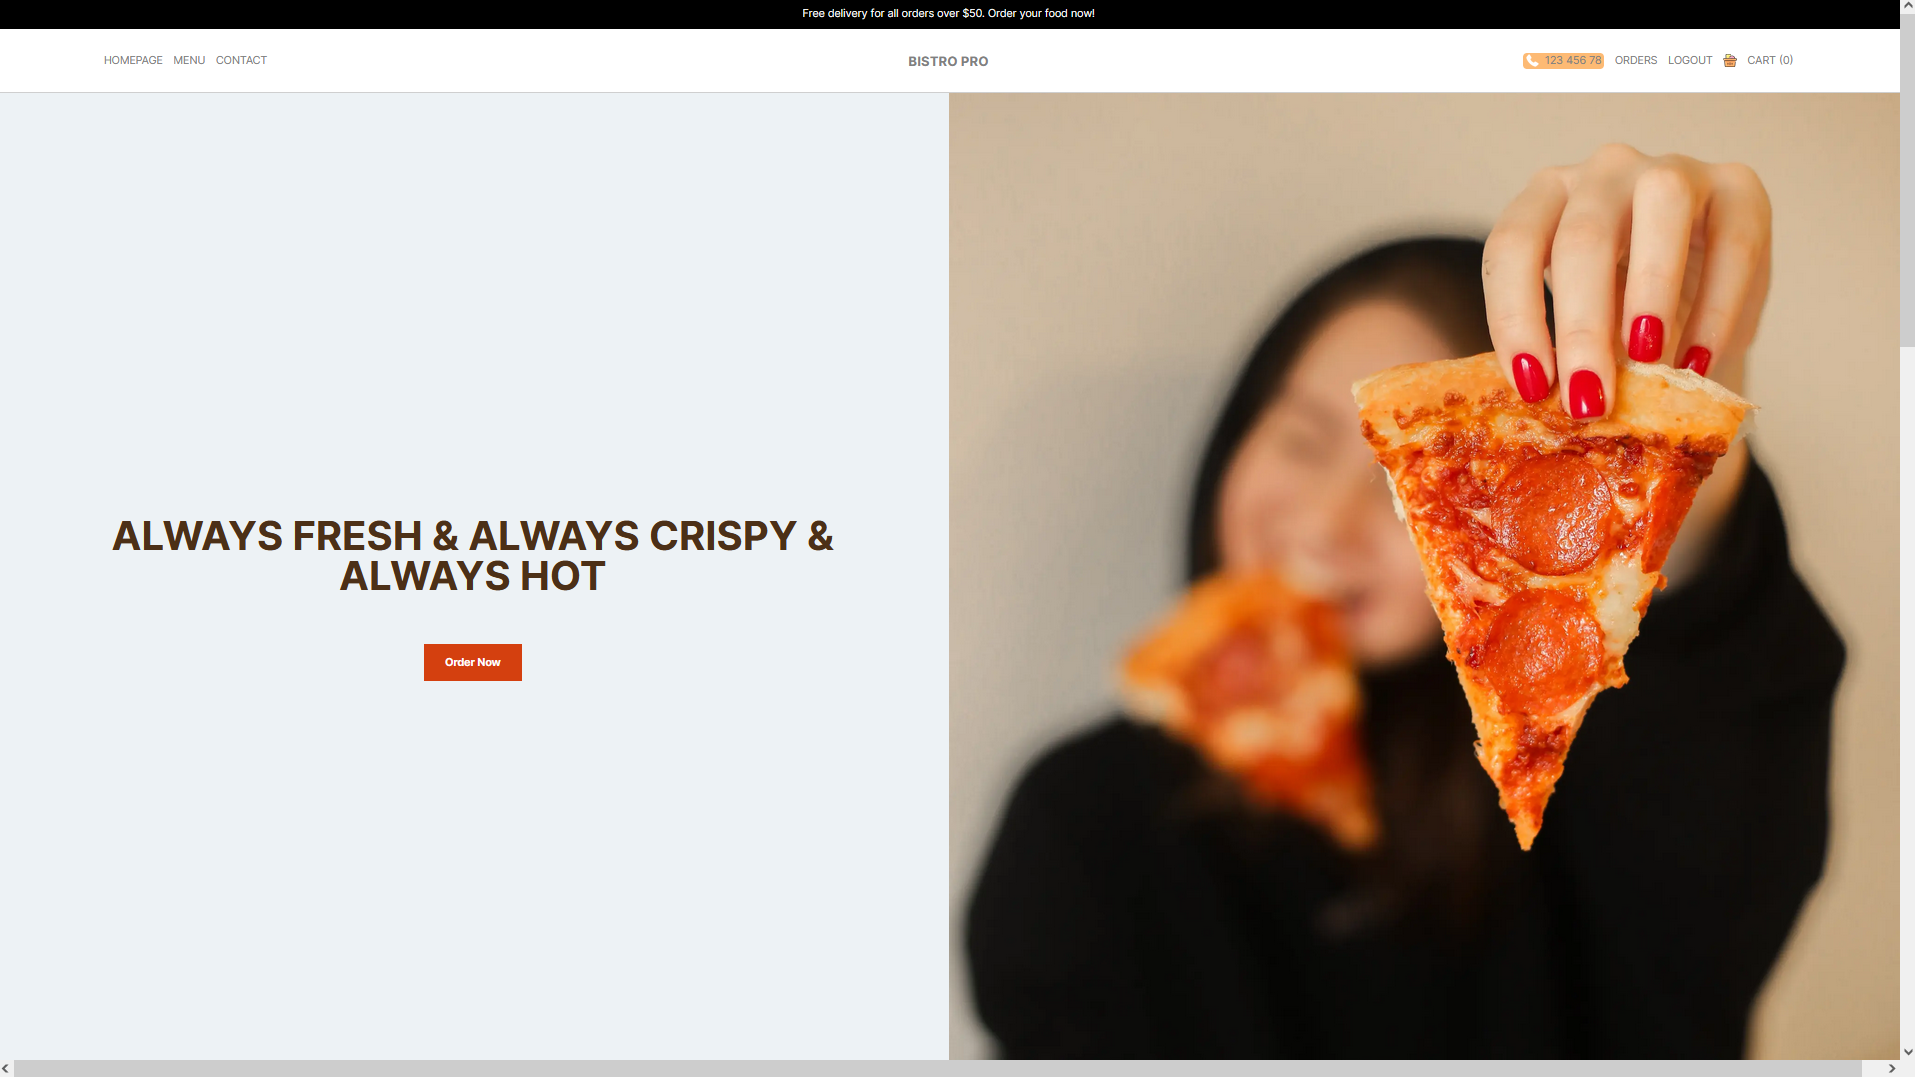 Free delivery for all orders over $50. Order your food now!
HOMEPAGE MENU CONTACT
BISTRO PRO
123 456 78 ORDERS LOGOUT CART (0)
ALWAYS FRESH & ALWAYS CRISPY &
ALWAYS HOT
Order Now